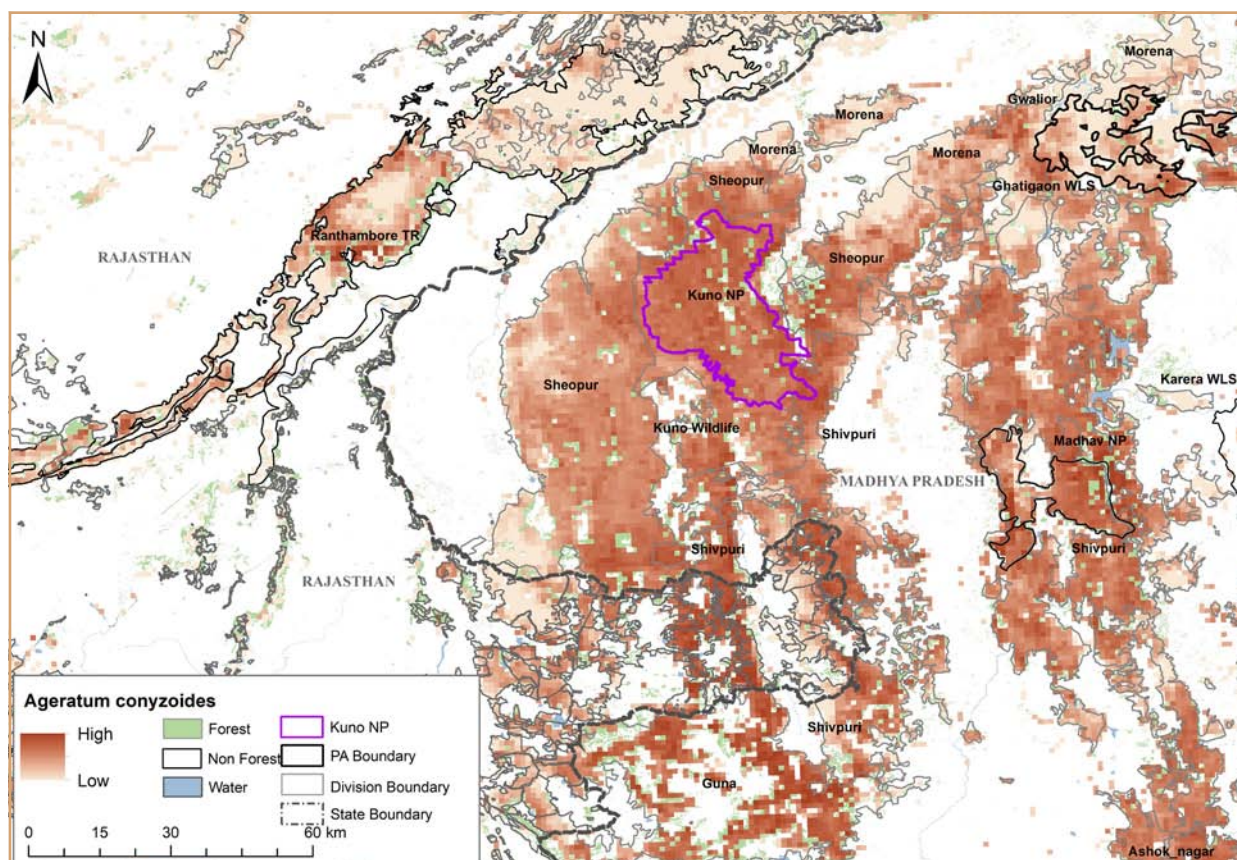 N
Morena
Gwalior
Morena
Morena
Morena
Sheopur
Ghatigaon WLS
Ranthambore TR
RAJASTHAN
Sheopur
Kuno NP
Sheopur
Karera WLS
Kuno Wildlife
Shivpuri
Madhav NP
MADHYA PRADESH
Shivpuri
Shivpuri
RAJASTHAN
Shivpuri
Guna
Ashok_nagar
Ageratum conyzoides
High
Low
Forest
Non Forest
Water
Kuno NP
PA Boundary
Division Boundary
State Boundary
0 15 30 60 km